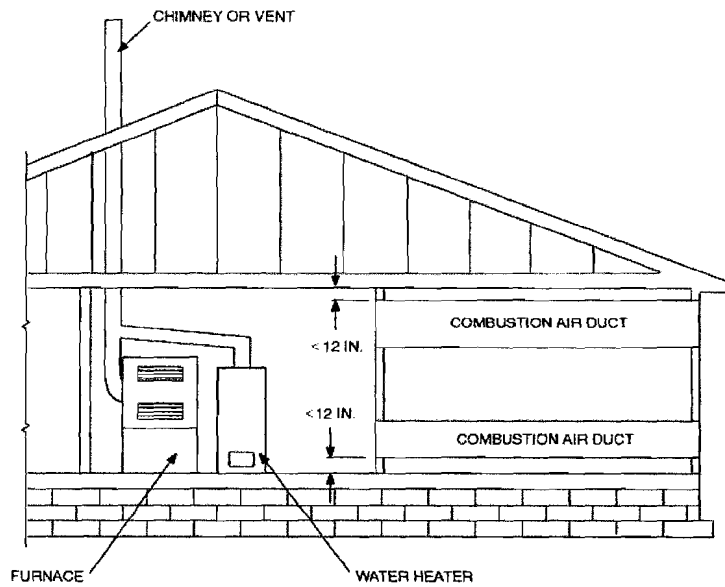 CHIMNEY OR VENT
COMBUSTION AIR DUCT
<12 IN.
<12 IN.
COMBUSTION AIR DUCT
FURNACE
WATER HEATER